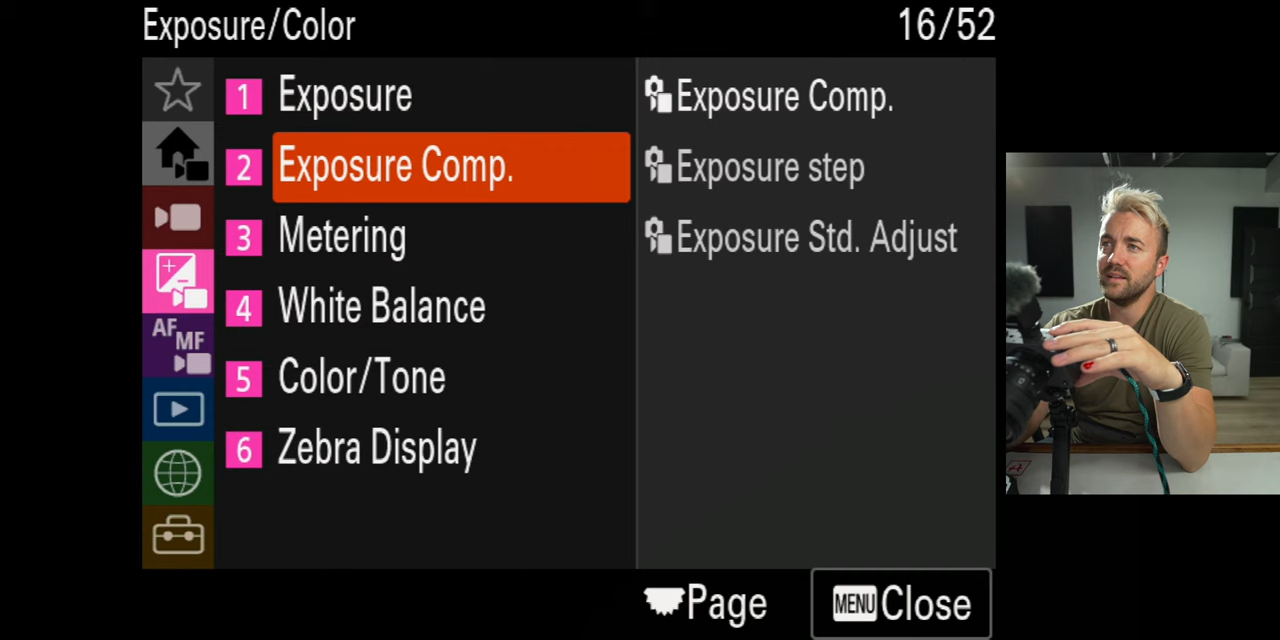 Exposure/Color 16/52
1 Exposure
2 Exposure Comp.
3 Metering
4 White Balance
5 Color/Tone
6 Zebra Display
Exposure Comp.
Exposure step
Exposure Std. Adjust
AF MF
Page
MENU Close